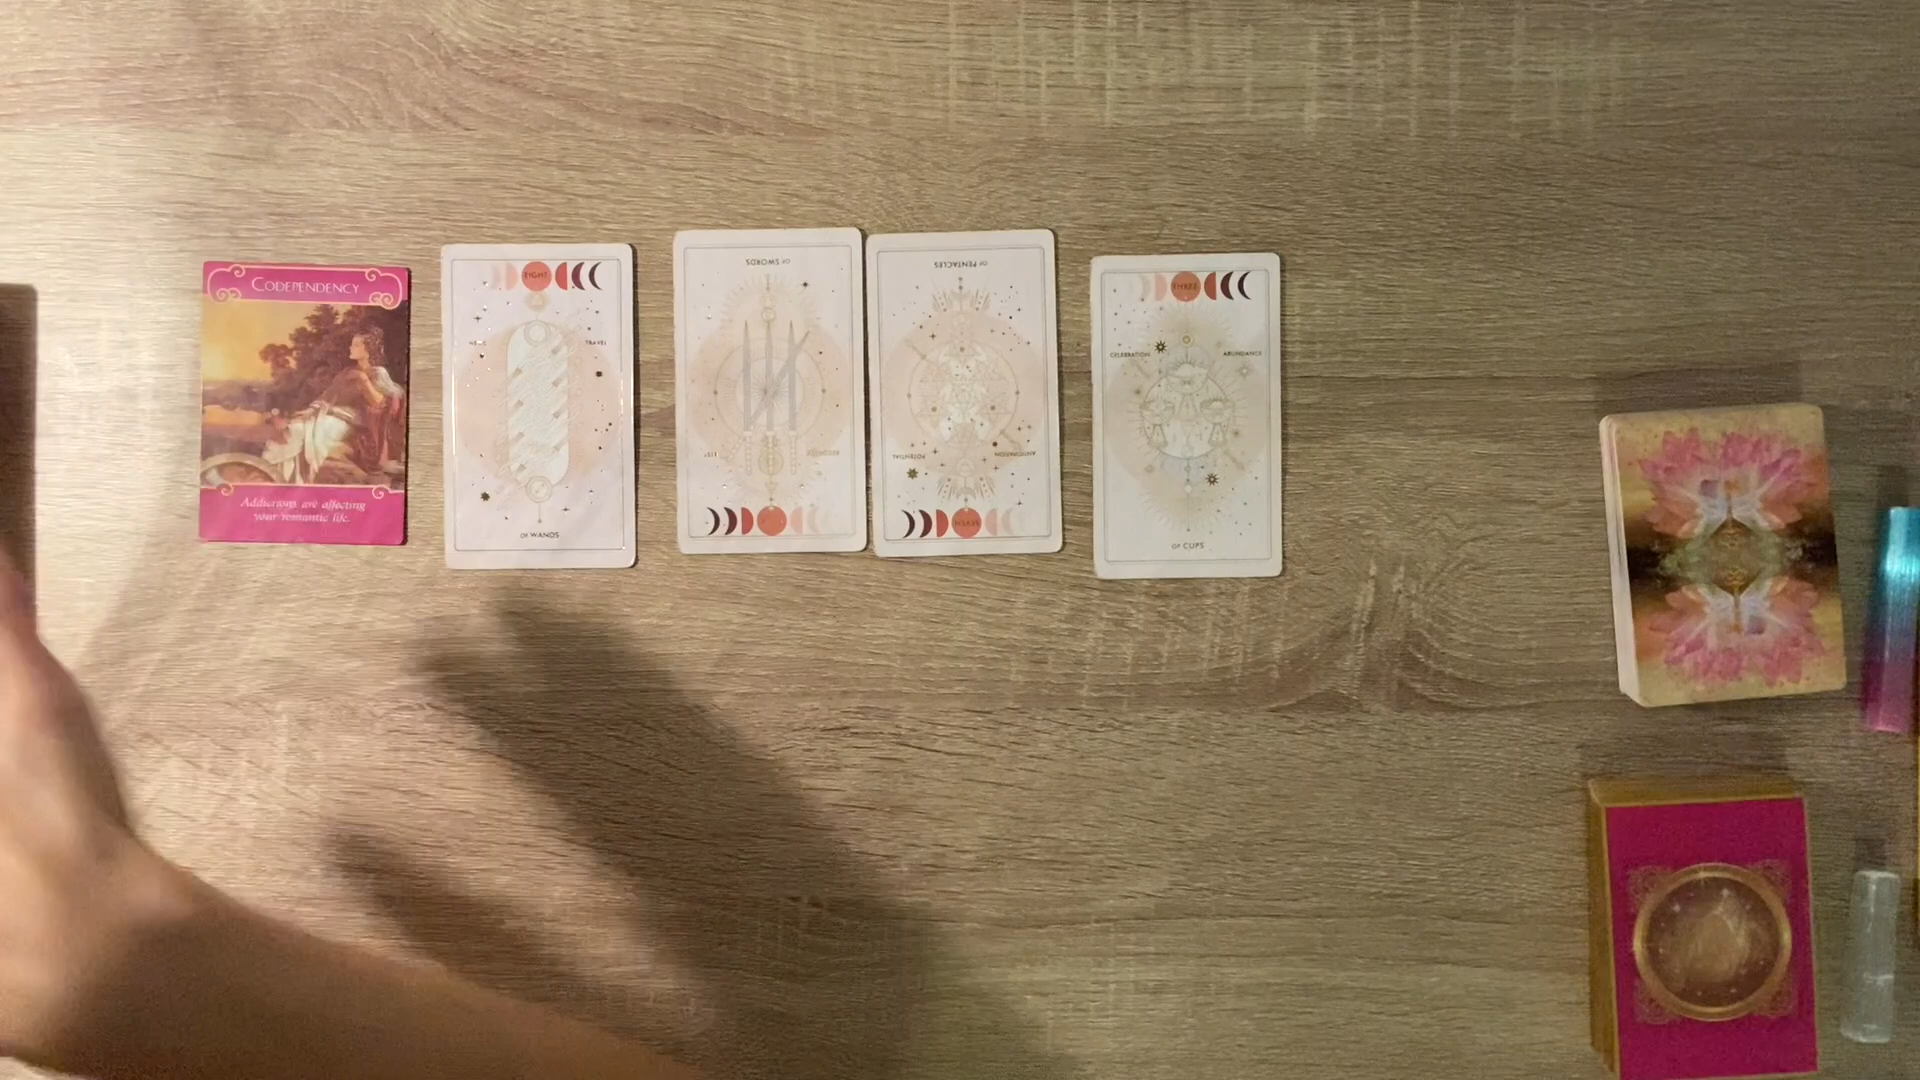 CODEPENDENCY
Addictions are affecting
your romantic life.
EIGHT
TRAVEL
OF WANDS
OF SWORDS
OF PENTACLES
POTENTIAL
ANTICIPATION
SEVEN
THREE
CELEBRATION
ABUNDANCE
OF CUPS